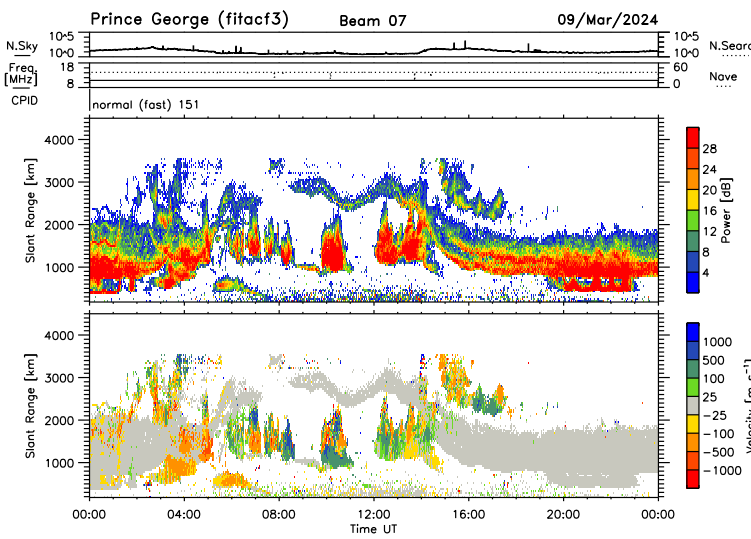 Prince George (fitacf3) Beam 07 09/Mar/2024
N.Sky 10^5 10^0 10^5 10^0 N.Sear
Freq [MHz] 18 8 60 0 Nave
CPID normal (fast) 151
Slant Range [km] 4000 3000 2000 1000
28 24 20 16 12 8 4 Power [dB]
Slant Range [km] 4000 3000 2000 1000
1000 500 100 25 -25 -100 -500 -1000 Velocity [m s⁻¹]
00:00 04:00 08:00 12:00 16:00 20:00 00:00
Time UT